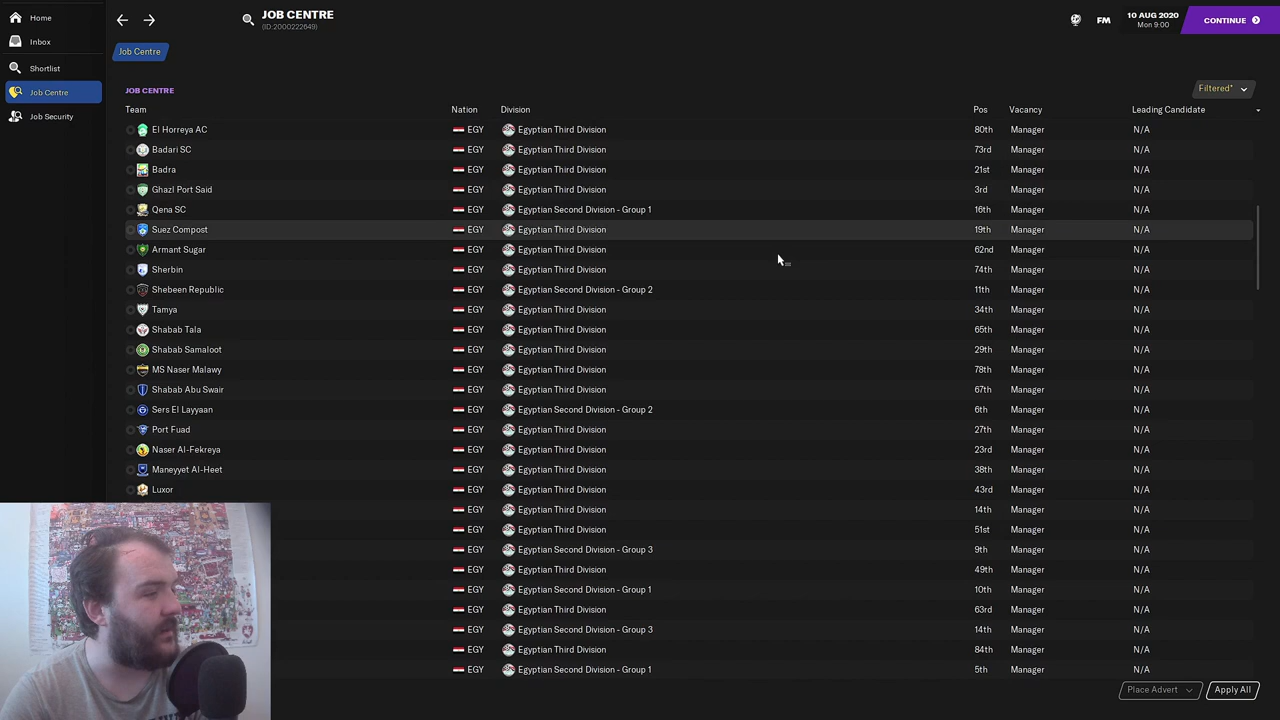 Home
JOB CENTRE
(ID:2000222649)
FM
10 AUG 2020
Mon 9:00
CONTINUE
Inbox
Shortlist
Job Centre
Job Security
Job Centre
JOB CENTRE
Filtered*
Team Nation Division Pos Vacancy Leading Candidate
El Horreya AC EGY Egyptian Third Division 80th Manager N/A
Badari SC EGY Egyptian Third Division 73rd Manager N/A
Badra EGY Egyptian Third Division 21st Manager N/A
Ghazl Port Said EGY Egyptian Third Division 3rd Manager N/A
Qena SC EGY Egyptian Second Division - Group 1 16th Manager N/A
Suez Compost EGY Egyptian Third Division 19th Manager N/A
Armant Sugar EGY Egyptian Third Division 62nd Manager N/A
Sherbin EGY Egyptian Third Division 74th Manager N/A
Shebeen Republic EGY Egyptian Second Division - Group 2 11th Manager N/A
Tamya EGY Egyptian Third Division 34th Manager N/A
Shabab Tala EGY Egyptian Third Division 65th Manager N/A
Shabab Samaloot EGY Egyptian Third Division 29th Manager N/A
MS Naser Malawy EGY Egyptian Third Division 78th Manager N/A
Shabab Abu Swair EGY Egyptian Third Division 67th Manager N/A
Sers El Layyaan EGY Egyptian Second Division - Group 2 6th Manager N/A
Port Fuad EGY Egyptian Third Division 27th Manager N/A
Naser Al-Fekreya EGY Egyptian Third Division 23rd Manager N/A
Maneyyet Al-Heet EGY Egyptian Third Division 38th Manager N/A
Luxor EGY Egyptian Third Division 43rd Manager N/A
EGY Egyptian Third Division 14th Manager N/A
EGY Egyptian Third Division 51st Manager N/A
EGY Egyptian Second Division - Group 3 9th Manager N/A
EGY Egyptian Third Division 49th Manager N/A
EGY Egyptian Second Division - Group 1 10th Manager N/A
EGY Egyptian Third Division 63rd Manager N/A
EGY Egyptian Second Division - Group 3 14th Manager N/A
EGY Egyptian Third Division 84th Manager N/A
EGY Egyptian Second Division - Group 1 5th Manager N/A
Place Advert
Apply All